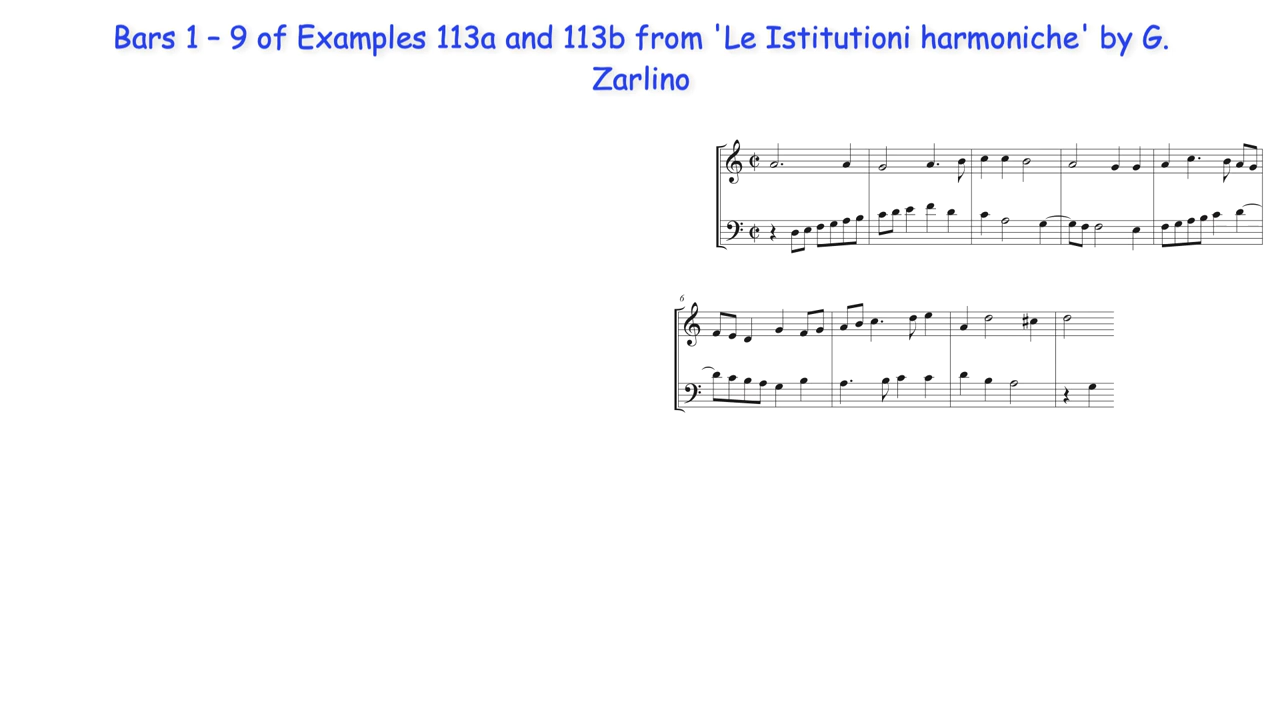 Bars 1 – 9 of Examples 113a and 113b from 'Le Istitutioni harmoniche' by G.
Zarlino
6